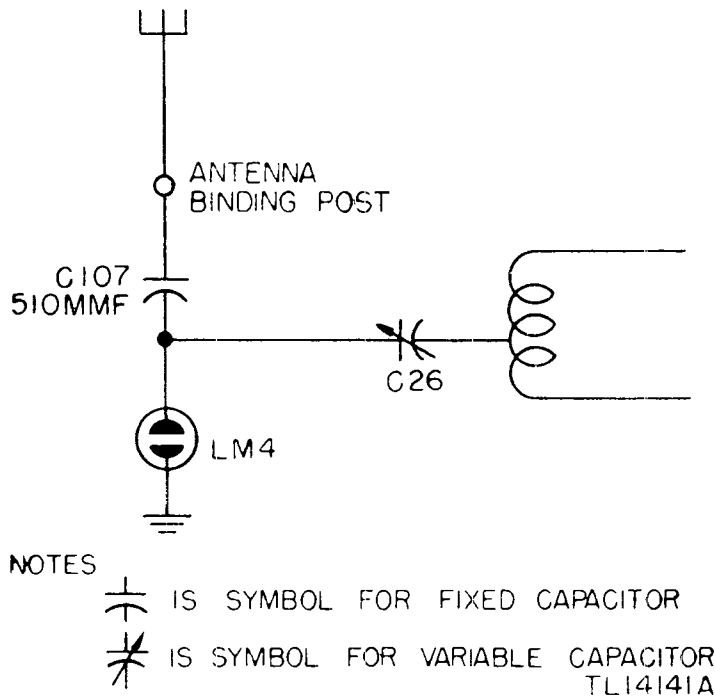 ANTENNA
BINDING POST
C107
510MMF
C26
LM4
NOTES
IS SYMBOL FOR FIXED CAPACITOR
IS SYMBOL FOR VARIABLE CAPACITOR
TL14141A